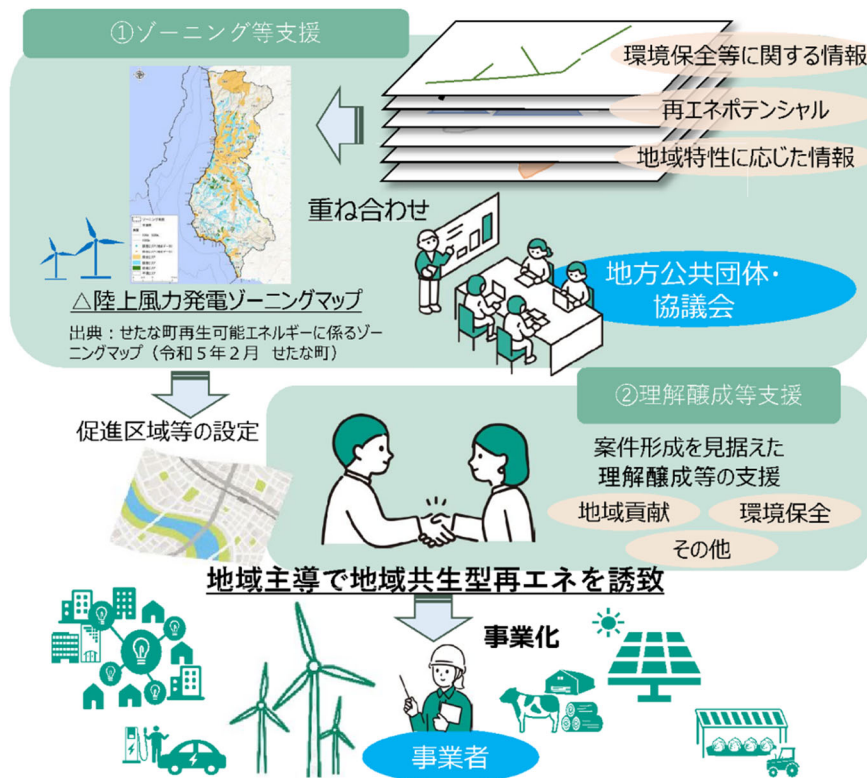 ①ゾーニング等支援
環境保全等に関する情報
再エネポテンシャル
地域特性に応じた情報
重ね合わせ
地方公共団体・
協議会
△陸上風力発電ゾーニングマップ
出典：せたな町再生可能エネルギーに係るゾー
ニングマップ（令和５年２月 せたな町）
促進区域等の設定
②理解醸成等支援
案件形成を見据えた
理解醸成等の支援
地域貢献
環境保全
その他
地域主導で地域共生型再エネを誘致
事業化
事業者